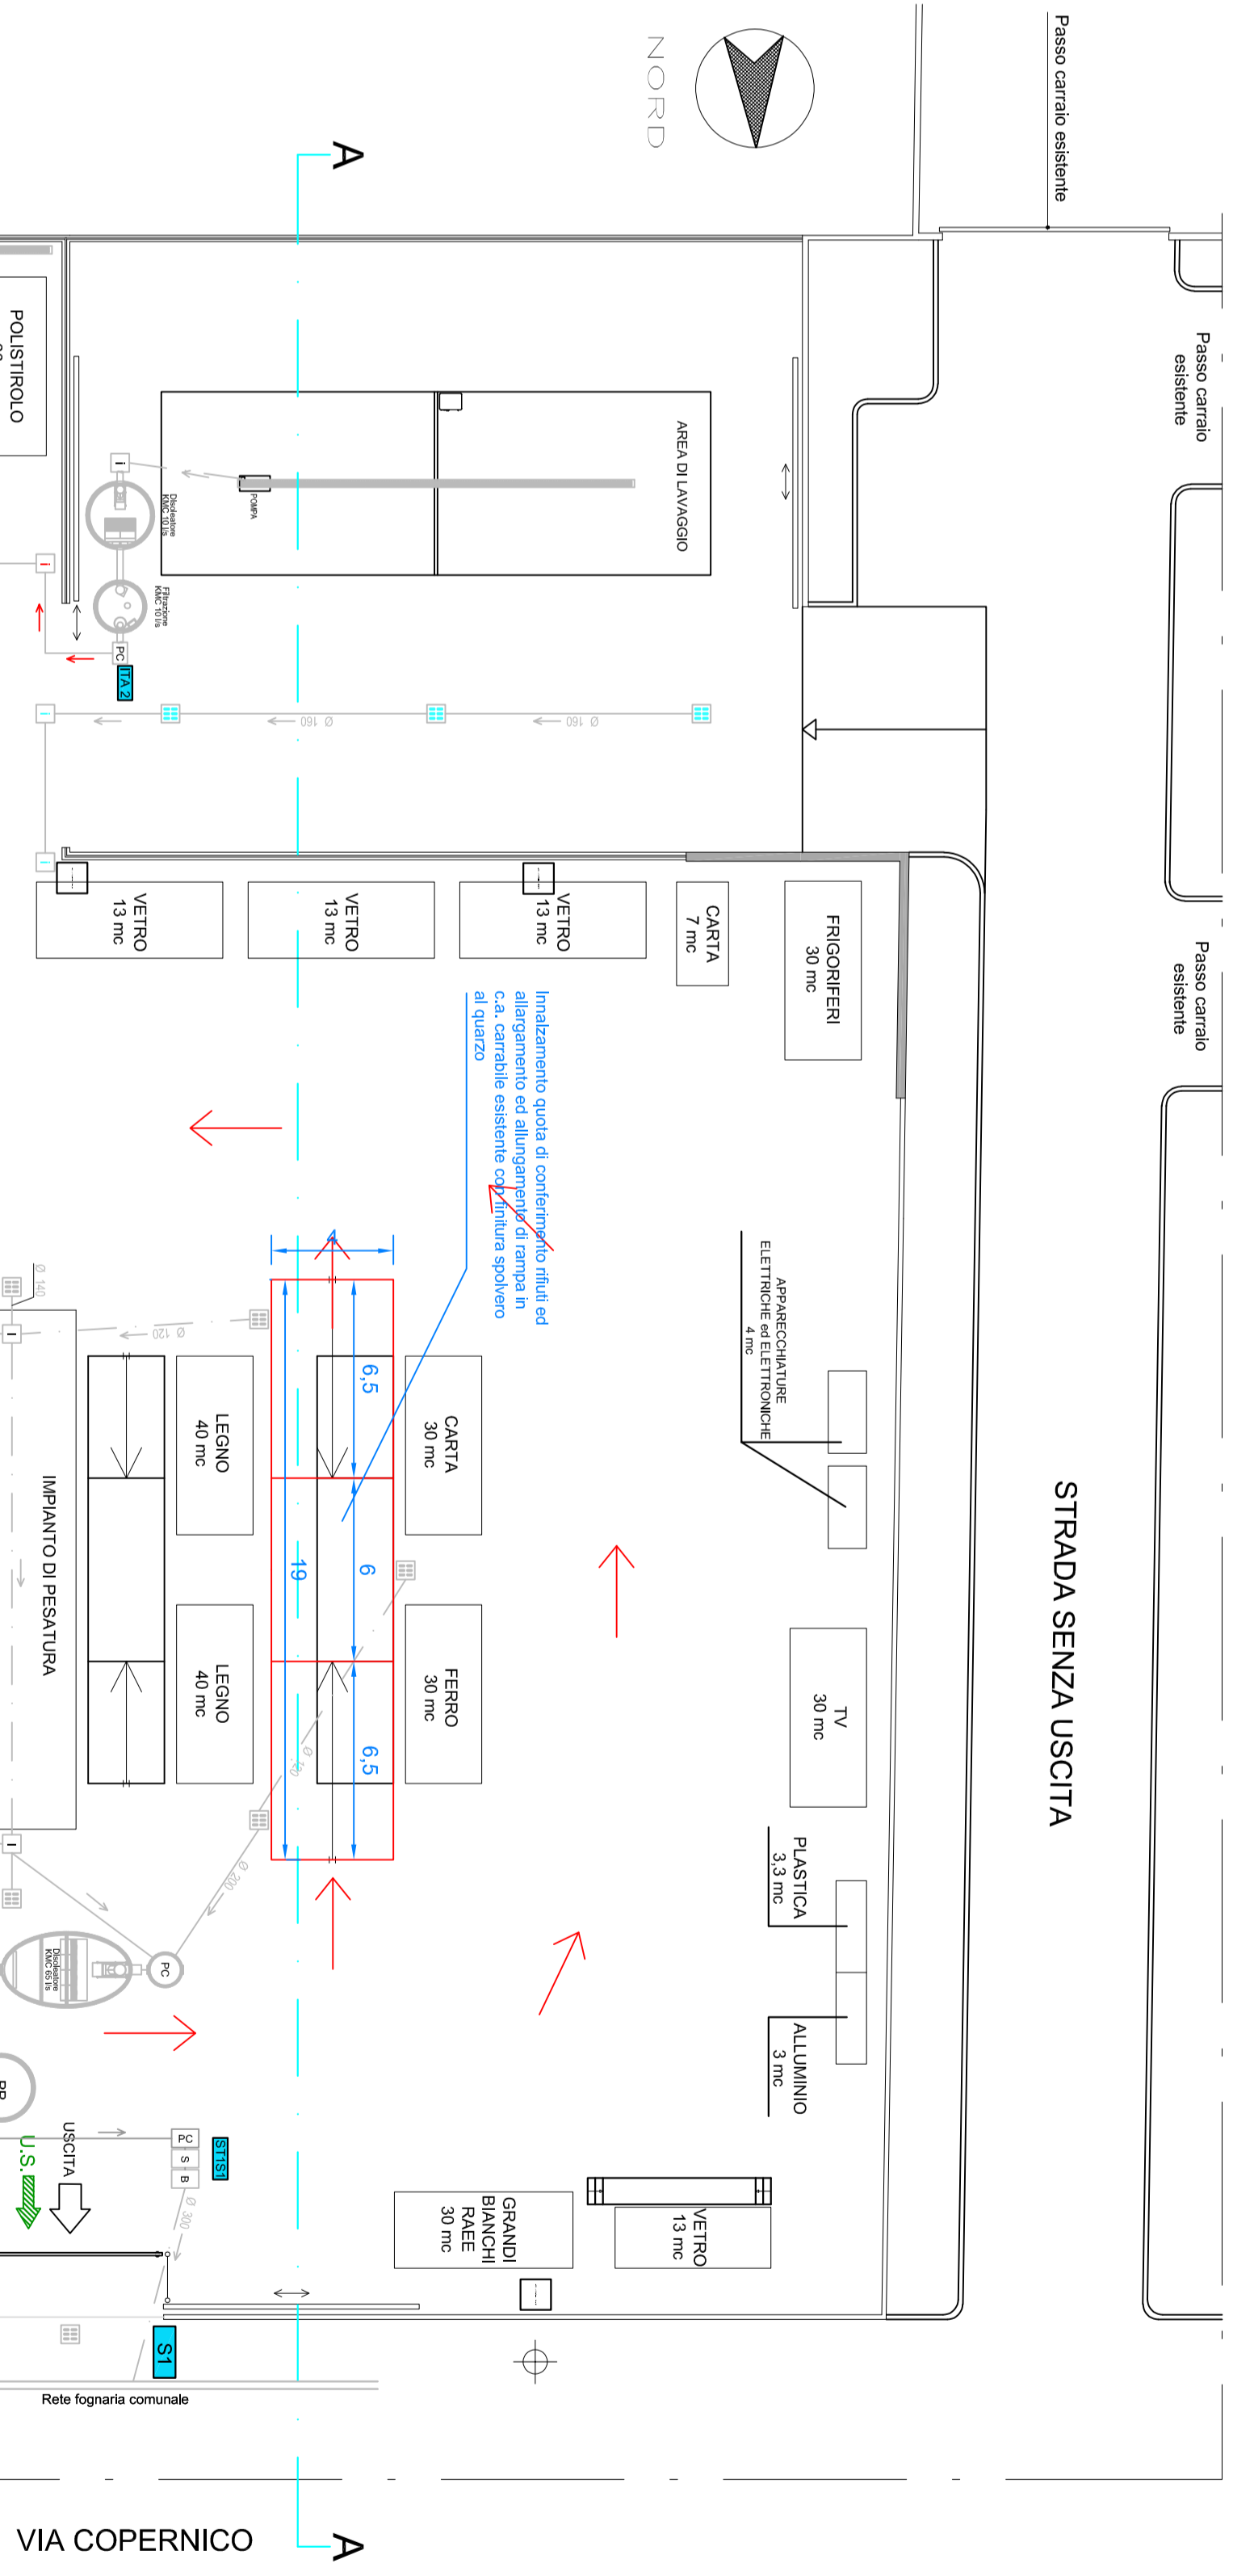 Passo carraio esistente
NORD
A
Passo carraio
esistente
POLISTIROLO
AREA DI LAVAGGIO
POMPA
i
Disoleatore
KMC 10 l/s
Filtrazione
KMC 10 l/s
i
PC
ITA 2
i
Ø 160
Ø 160
i
VETRO
13 mc
VETRO
13 mc
VETRO
13 mc
CARTA
7 mc
FRIGORIFERI
30 mc
Passo carraio
esistente
Innalzamento quota di conferimento rifiuti ed
allargamento ed allungamento di rampa in
c.a. carrabile esistente con finitura spolvero
al quarzo
APPARECCHIATURE
ELETTRICHE ed ELETTRONICHE
4 mc
STRADA SENZA USCITA
4
6,5
6
6,5
19
Ø 140
Ø 120
I
LEGNO
40 mc
CARTA
30 mc
IMPIANTO DI PESATURA
LEGNO
40 mc
FERRO
30 mc
TV
30 mc
Ø 120
I
Ø 200
PLASTICA
3,3 mc
PC
Disoleatore
KMC 65 l/s
ALLUMINIO
3 mc
PC
S
B
ST1S1
Ø 300
USCITA
U.S.
GRANDI
BIANCHI
RAEE
30 mc
VETRO
13 mc
S1
Rete fognaria comunale
VIA COPERNICO
A